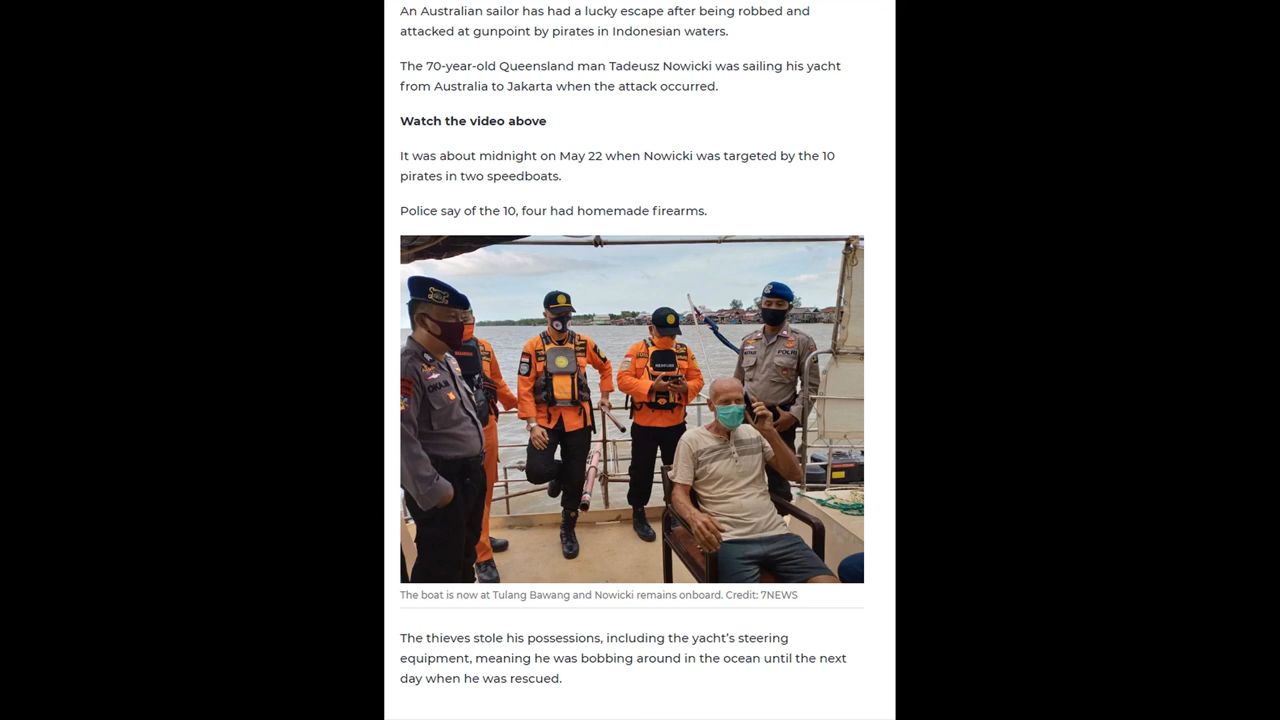 An Australian sailor has had a lucky escape after being robbed and
attacked at gunpoint by pirates in Indonesian waters.
The 70-year-old Queensland man Tadeusz Nowicki was sailing his yacht
from Australia to Jakarta when the attack occurred.
Watch the video above
It was about midnight on May 22 when Nowicki was targeted by the 10
pirates in two speedboats.
Police say of the 10, four had homemade firearms.
POLRI
The boat is now at Tulang Bawang and Nowicki remains onboard. Credit: 7NEWS
The thieves stole his possessions, including the yacht’s steering
equipment, meaning he was bobbing around in the ocean until the next
day when he was rescued.